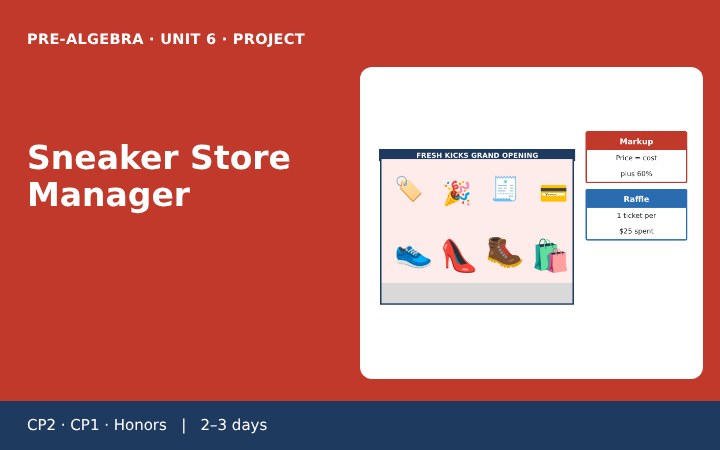 PRE-ALGEBRA · UNIT 6 · PROJECT
Sneaker Store
Manager
FRESH KICKS GRAND OPENING
Markup
Price = cost
plus 60%
Raffle
1 ticket per
$25 spent
CP2 · CP1 · Honors | 2–3 days